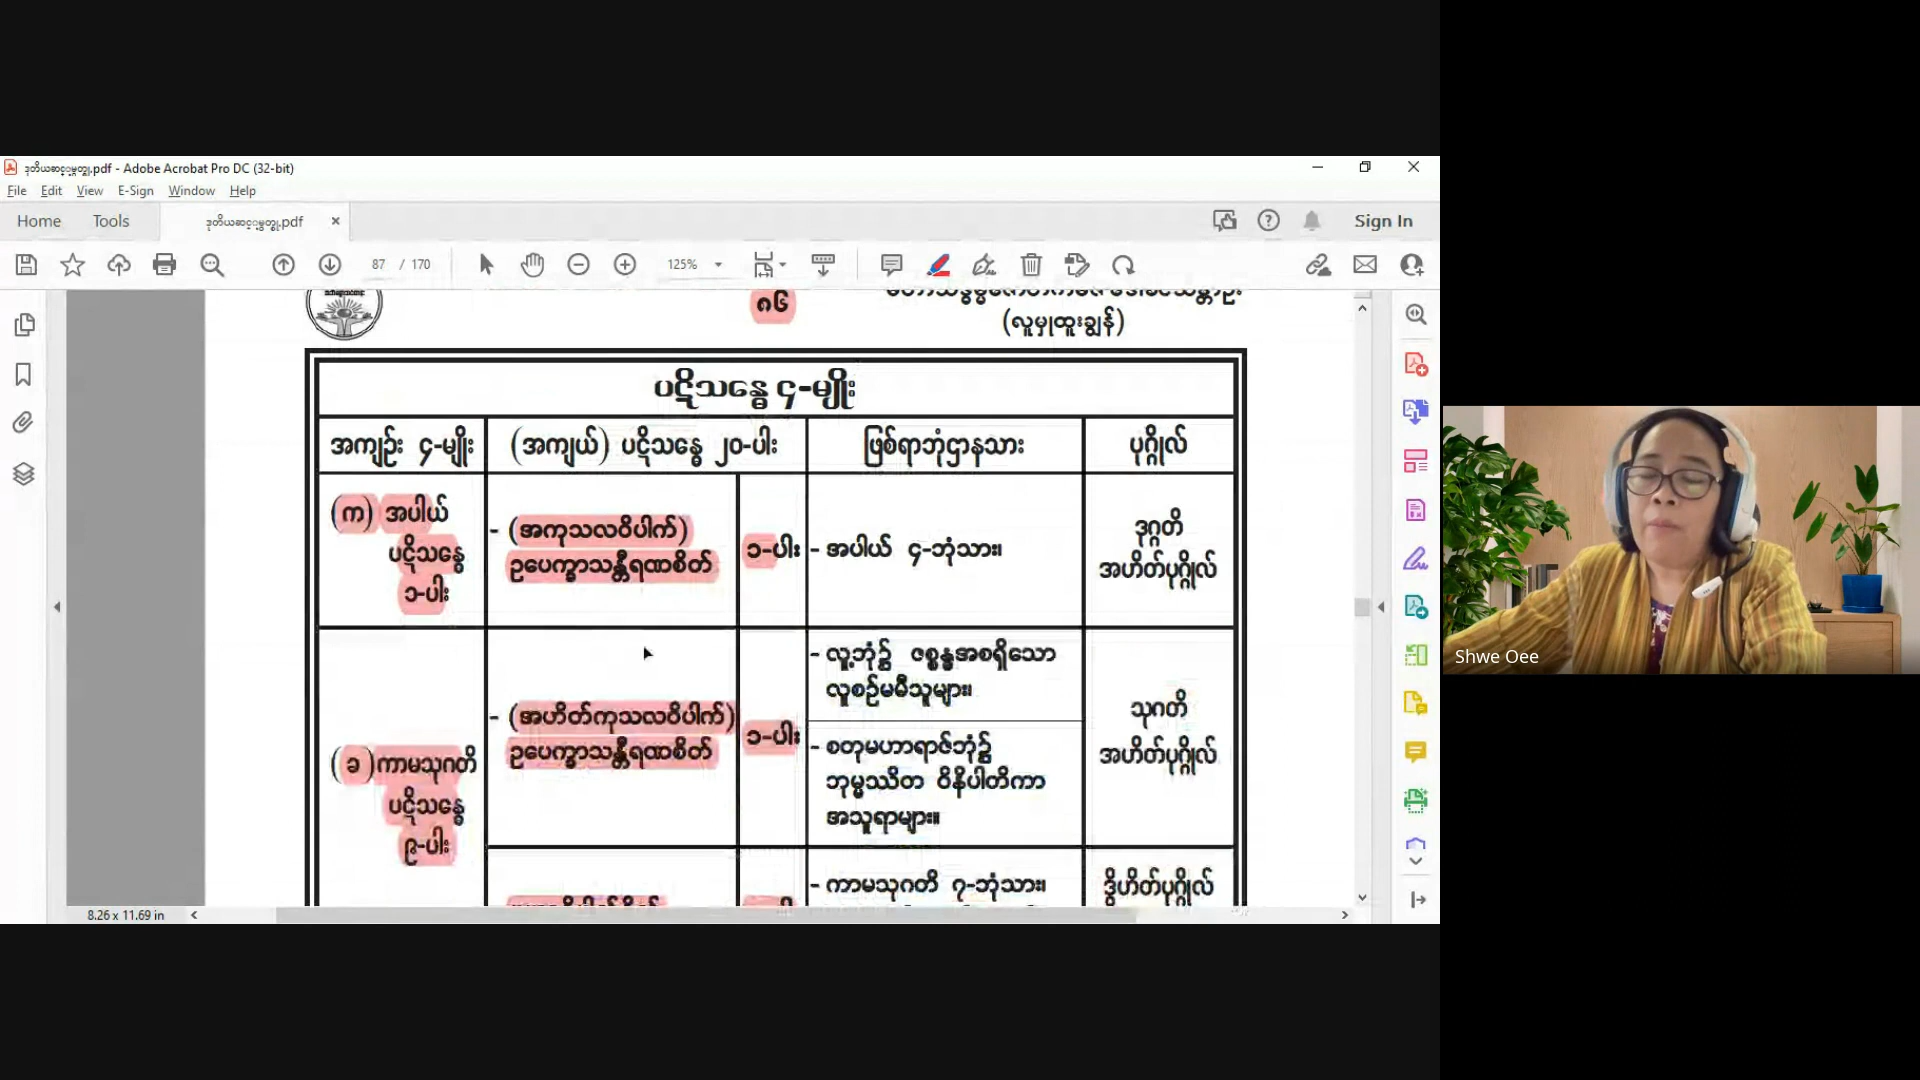 ဒုတိယဆင့်မှတ်စု.pdf - Adobe Acrobat Pro DC (32-bit)
File Edit View E-Sign Window Help
Home Tools .pdf × Sign In
87 / 170 125%
၈၆
(လူမှုထူးချွန်)
ပဋိသန္ဓေ ၄-မျိုး
အကျဉ်း ၄-မျိုး (အကျယ်) ပဋိသန္ဓေ ၂၀-ပါး ဖြစ်ရာဘုံဌာနသား ပုဂ္ဂိုလ်
(က) အပါယ်
ပဋိသန္ဓေ
၁-ပါး
- (အကုသလဝိပါက်)
ဥပေက္ခာသန္တီရဏစိတ်
၁-ပါး
- အပါယ် ၄-ဘုံသား။
ဒုဂ္ဂတိ
အဟိတ်ပုဂ္ဂိုလ်
(ခ) ကာမသုဂတိ
ပဋိသန္ဓေ
၉-ပါး
- (အဟိတ်ကုသလဝိပါက်)
ဥပေက္ခာသန္တီရဏစိတ်
၁-ပါး
- လူ့ဘုံ၌ ဇစ္စန္ဓအစရှိသော
လူစဉ်မမီသူများ။
- စတုမဟာရာဇ်ဘုံ၌
ဘုမ္မဿိတ ဝိနိပါတိကာ
အသူရာများ။
သုဂတိ
အဟိတ်ပုဂ္ဂိုလ်
- ကာမသုဂတိ ၇-ဘုံသား။
ဒွိဟိတ်ပုဂ္ဂိုလ်
8.26 x 11.69 in
Shwe Oee